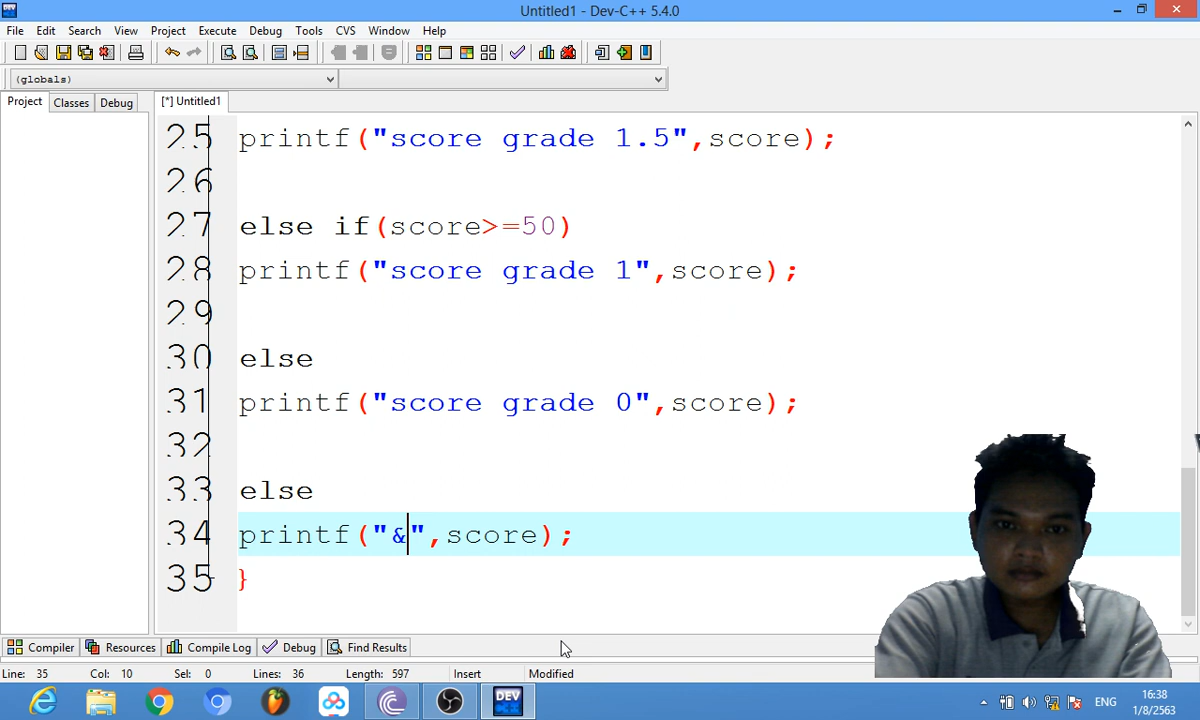 Untitled1 - Dev-C++ 5.4.0
File Edit Search View Project Execute Debug Tools CVS Window Help
(globals)
Project Classes Debug [*] Untitled1
25 printf("score grade 1.5",score);
26
27 else if(score>=50)
28 printf("score grade 1",score);
29
30 else
31 printf("score grade 0",score);
32
33 else
34 printf("&",score);
35 }
Compiler Resources Compile Log Debug Find Results
Line: 35 Col: 10 Sel: 0 Lines: 36 Length: 597 Insert Modified
DEV C++
ENG
16:38
1/8/2563